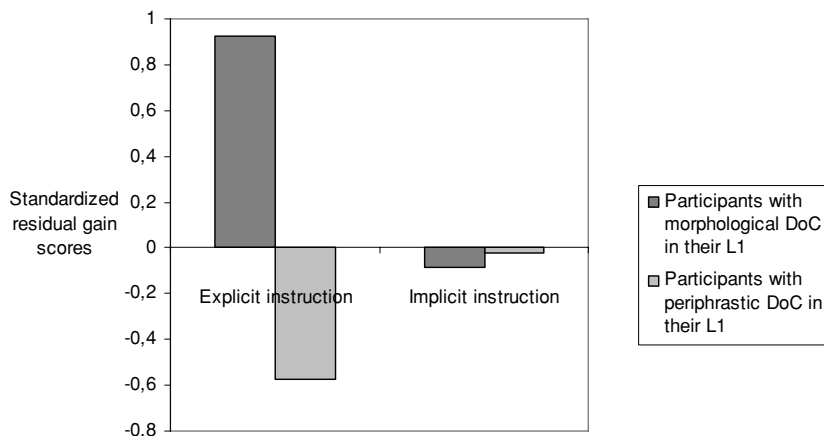 1
0,8
0,6
0,4
0,2
0
-0,2
-0,4
-0,6
-0,8
Standardized
residual gain
scores
Explicit instruction
Implicit instruction
Participants with
morphological DoC
in their L1
Participants with
periphrastic DoC in
their L1